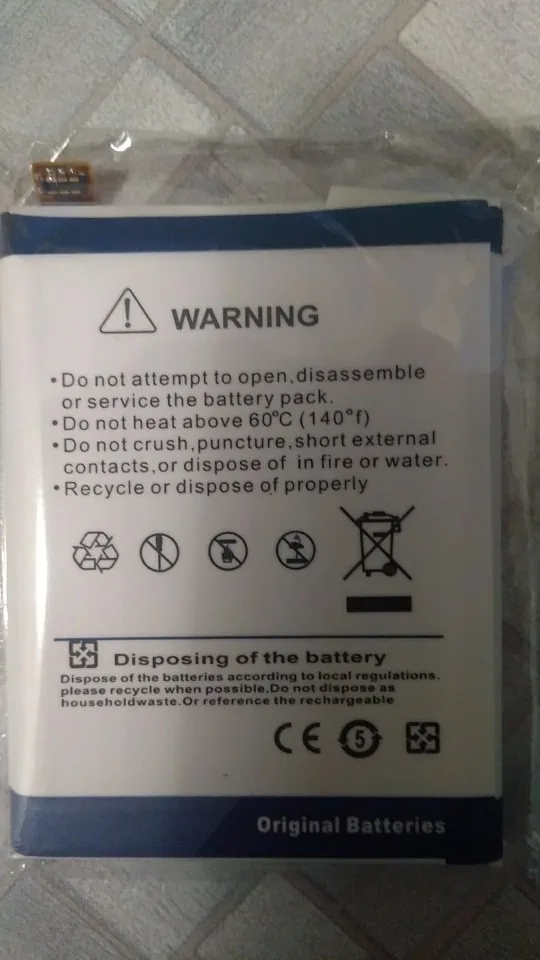 WARNING
•Do not attempt to open,disassemble
or service the battery pack.
•Do not heat above 60°C (140°f)
•Do not crush,puncture,short external
contacts,or dispose of in fire or water.
•Recycle or dispose of properly
Disposing of the battery
Dispose of the batteries according to local regulations.
please recycle when possible,Do not dispose as
householdwaste.Or reference the rechargeable
CE 5
Original Batteries